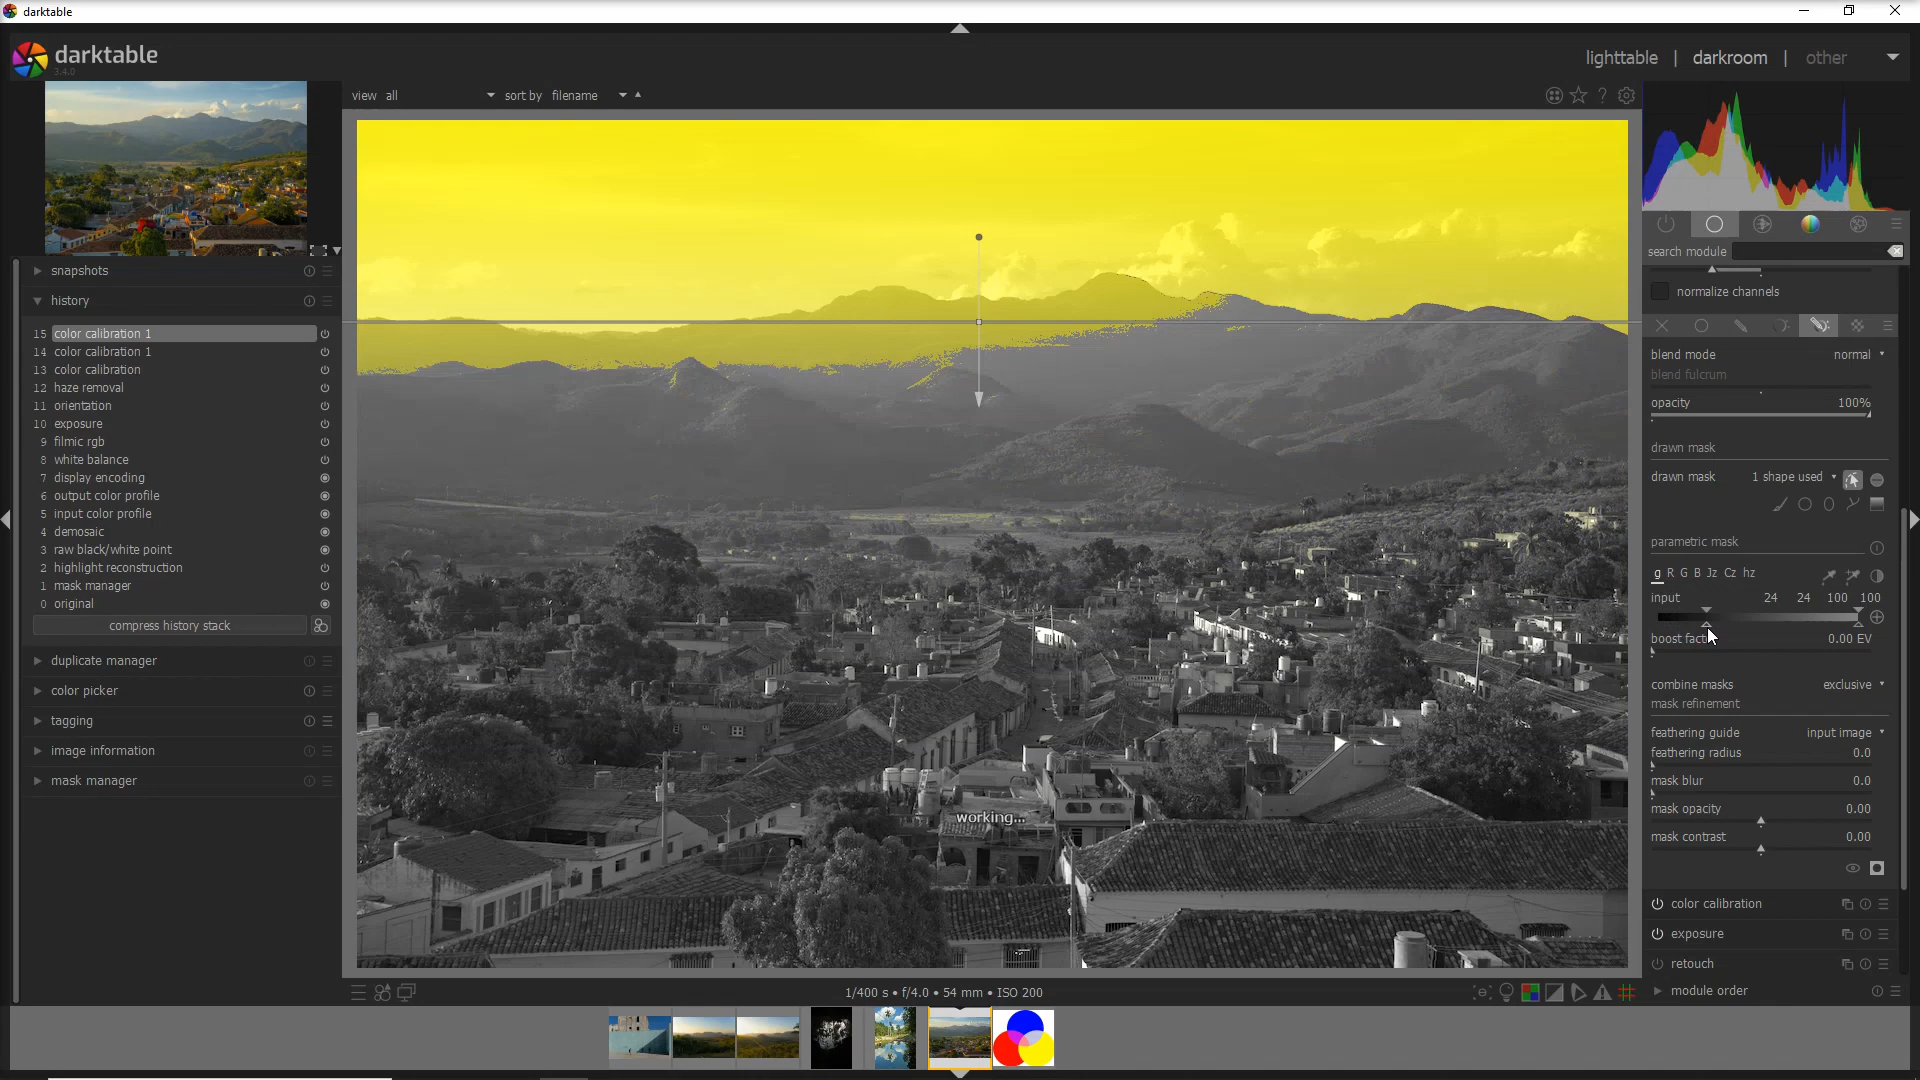 darktable
darktable
3.4.0
lighttable | darkroom | other
view all
sort by filename
snapshots
history
15 color calibration 1
14 color calibration 1
13 color calibration
12 haze removal
11 orientation
10 exposure
9 filmic rgb
8 white balance
7 display encoding
6 output color profile
5 input color profile
4 demosaic
3 raw black/white point
2 highlight reconstruction
1 mask manager
0 original
compress history stack
duplicate manager
color picker
tagging
image information
mask manager
working...
1/400 s • f/4.0 • 54 mm • ISO 200
search module
normalize channels
blend mode normal
blend fulcrum
opacity 100%
drawn mask
drawn mask 1 shape used
parametric mask
g R G B Jz Cz hz
input 24 24 100 100
boost fact 0.00 EV
combine masks exclusive
mask refinement
feathering guide input image
feathering radius 0.0
mask blur 0.0
mask opacity 0.00
mask contrast 0.00
color calibration
exposure
retouch
module order